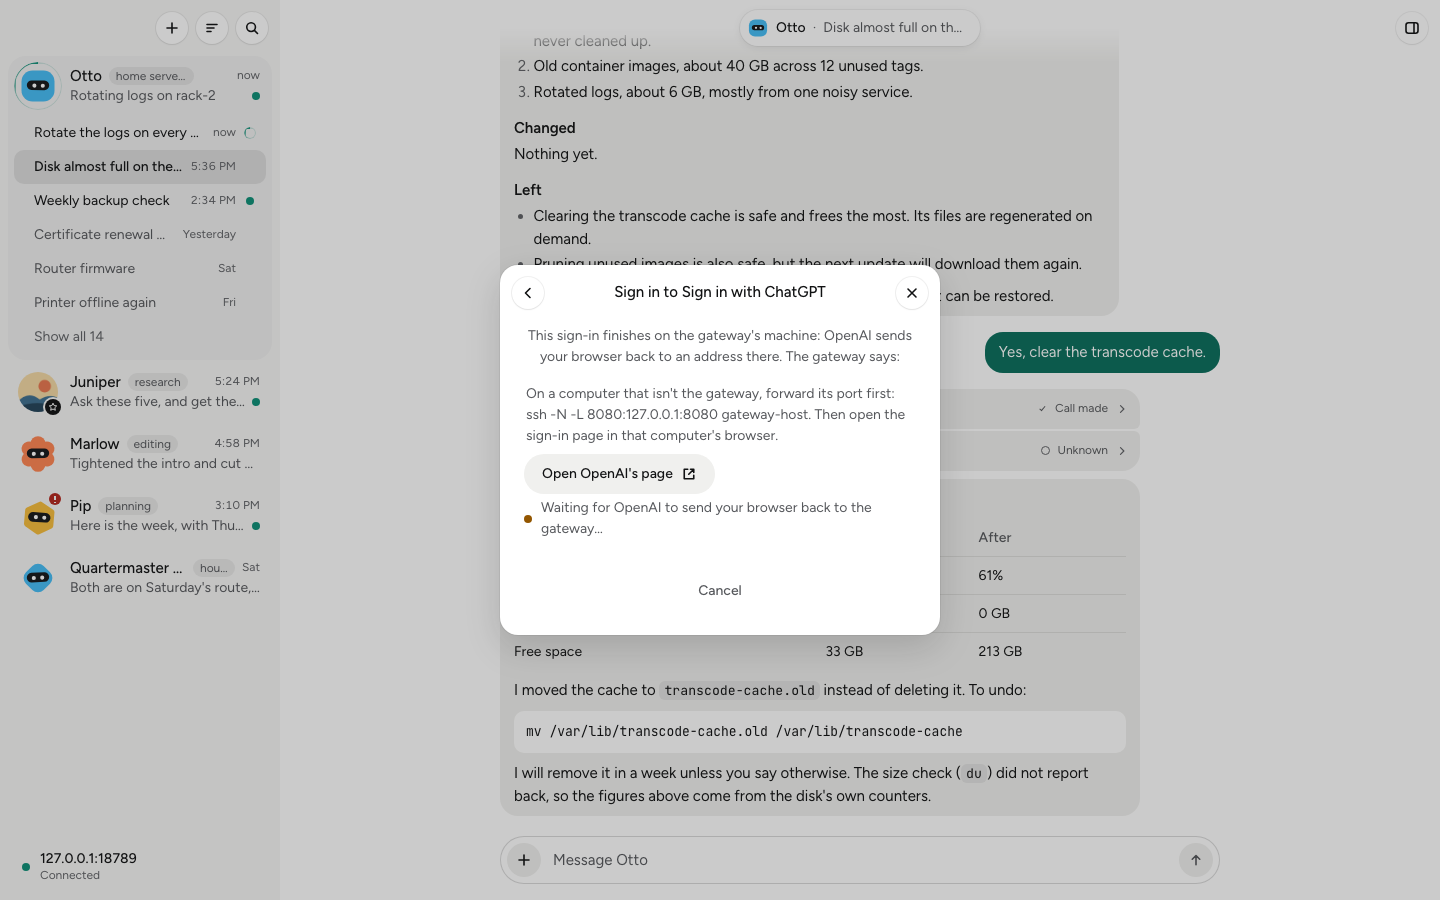 Otto
home serve...
now
Rotating logs on rack-2
Rotate the logs on every ...
now
Disk almost full on the...
5:36 PM
Weekly backup check
2:34 PM
Certificate renewal ...
Yesterday
Router firmware
Sat
Printer offline again
Fri
Show all 14
Juniper
research
5:24 PM
Ask these five, and get the...
Marlow
editing
4:58 PM
Tightened the intro and cut ...
Pip
planning
3:10 PM
Here is the week, with Thu...
Quartermaster ...
hou...
Sat
Both are on Saturday's route,...
127.0.0.1:18789
Connected
Otto · Disk almost full on th...
never cleaned up.
2. Old container images, about 40 GB across 12 unused tags.
3. Rotated logs, about 6 GB, mostly from one noisy service.
Changed
Nothing yet.
Left
Clearing the transcode cache is safe and frees the most. Its files are regenerated on
demand.
Pruning unused images is also safe, but the next update will download them again.
can be restored.
Yes, clear the transcode cache.
Call made
Unknown
Sign in to Sign in with ChatGPT
This sign-in finishes on the gateway's machine: OpenAI sends
your browser back to an address there. The gateway says:
On a computer that isn't the gateway, forward its port first:
ssh -N -L 8080:127.0.0.1:8080 gateway-host. Then open the
sign-in page in that computer's browser.
Open OpenAI's page
Waiting for OpenAI to send your browser back to the
gateway...
Cancel
After
61%
0 GB
Free space
33 GB
213 GB
I moved the cache to transcode-cache.old instead of deleting it. To undo:
mv /var/lib/transcode-cache.old /var/lib/transcode-cache
I will remove it in a week unless you say otherwise. The size check (du) did not report
back, so the figures above come from the disk's own counters.
Message Otto